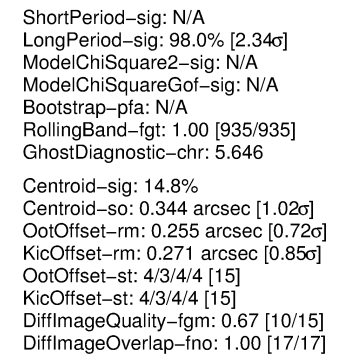 ShortPeriod−sig: N/A
LongPeriod−sig: 98.0% [2.34σ]
ModelChiSquare2−sig: N/A
ModelChiSquareGof−sig: N/A
Bootstrap−pfa: N/A
RollingBand−fgt: 1.00 [935/935]
GhostDiagnostic−chr: 5.646
Centroid−sig: 14.8%
Centroid−so: 0.344 arcsec [1.02σ]
OotOffset−rm: 0.255 arcsec [0.72σ]
KicOffset−rm: 0.271 arcsec [0.85σ]
OotOffset−st: 4/3/4/4 [15]
KicOffset−st: 4/3/4/4 [15]
DiffImageQuality−fgm: 0.67 [10/15]
DiffImageOverlap−fno: 1.00 [17/17]